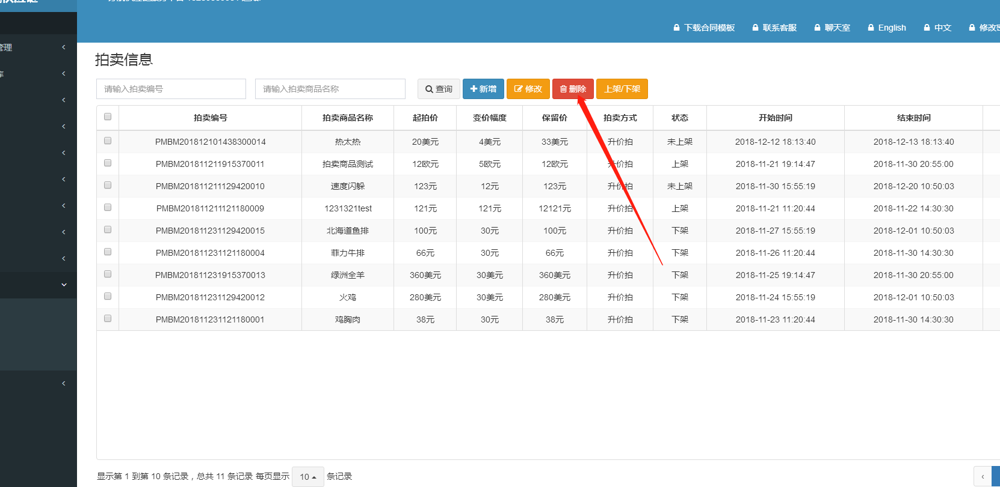 下载合同模板 联系客服 聊天室 English 中文 修改
管理
拍卖信息
请输入拍卖编号 请输入拍卖商品名称 查询 新增 修改 删除 上架/下架
拍卖编号 拍卖商品名称 起拍价 变价幅度 保留价 拍卖方式 状态 开始时间 结束时间
PMBM201812101438300014 热太热 20美元 4美元 33美元 升价拍 未上架 2018-12-12 18:13:40 2018-12-13 18:13:40
PMBM201811211915370011 拍卖商品测试 12欧元 5欧元 12欧元 升价拍 上架 2018-11-21 19:14:47 2018-11-30 20:55:00
PMBM201811211129420010 速度闪躲 123元 12元 123元 升价拍 未上架 2018-11-30 15:55:19 2018-12-20 10:50:03
PMBM201811211121180009 1231321test 121元 121元 12121元 升价拍 上架 2018-11-21 11:20:44 2018-11-22 14:30:30
PMBM201811231129420015 北海道鱼排 100元 30元 100元 升价拍 下架 2018-11-27 15:55:19 2018-12-01 10:50:03
PMBM201811231121180004 菲力牛排 66元 30元 66元 升价拍 下架 2018-11-26 11:20:44 2018-11-30 14:30:30
PMBM201811231915370013 绿洲全羊 360美元 30美元 360美元 升价拍 下架 2018-11-25 19:14:47 2018-11-30 20:55:00
PMBM201811231129420012 火鸡 280美元 30美元 280美元 升价拍 下架 2018-11-24 15:55:19 2018-12-01 10:50:03
PMBM201811231121180001 鸡胸肉 38元 30元 38元 升价拍 下架 2018-11-23 11:20:44 2018-11-30 14:30:30
显示第 1 到第 10 条记录，总共 11 条记录 每页显示 10 条记录